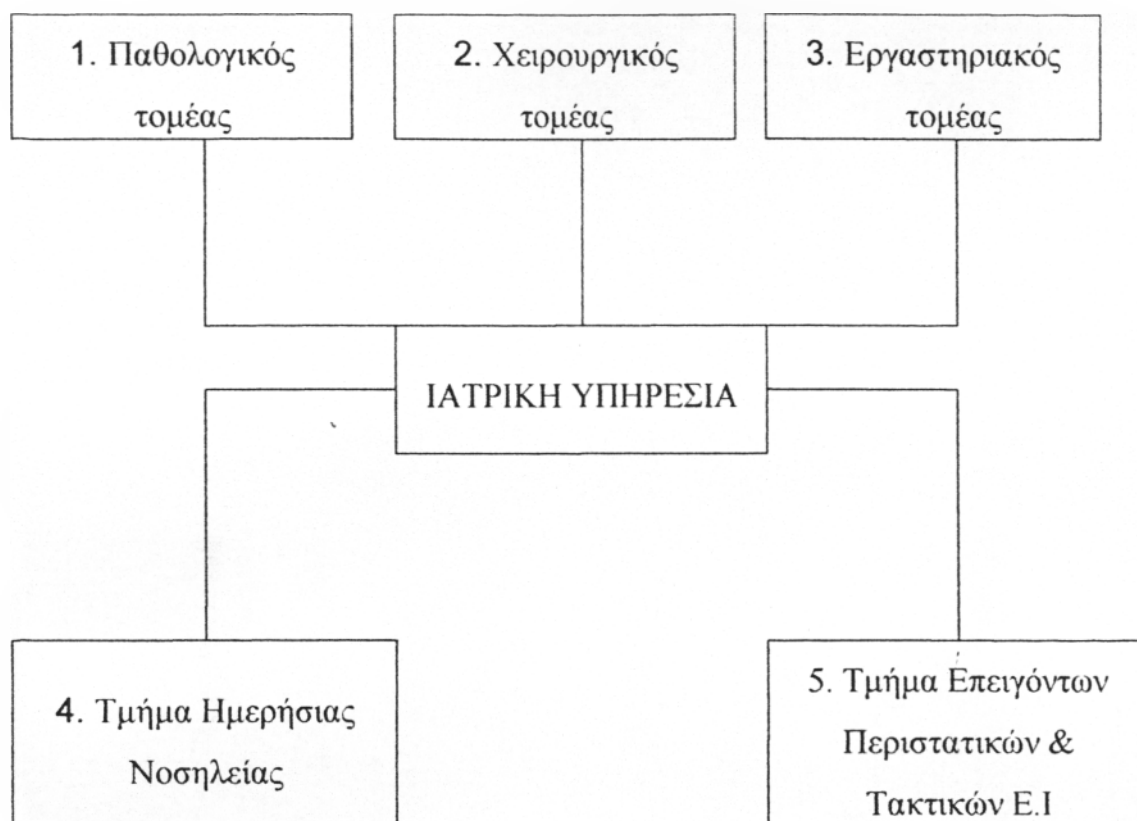 1. Παθολογικός
τομέας
2. Χειρουργικός
τομέας
3. Εργαστηριακός
τομέας
ΙΑΤΡΙΚΗ ΥΠΗΡΕΣΙΑ
4. Τμήμα Ημερήσιας
Νοσηλείας
5. Τμήμα Επειγόντων
Περιστατικών &
Τακτικών Ε.Ι